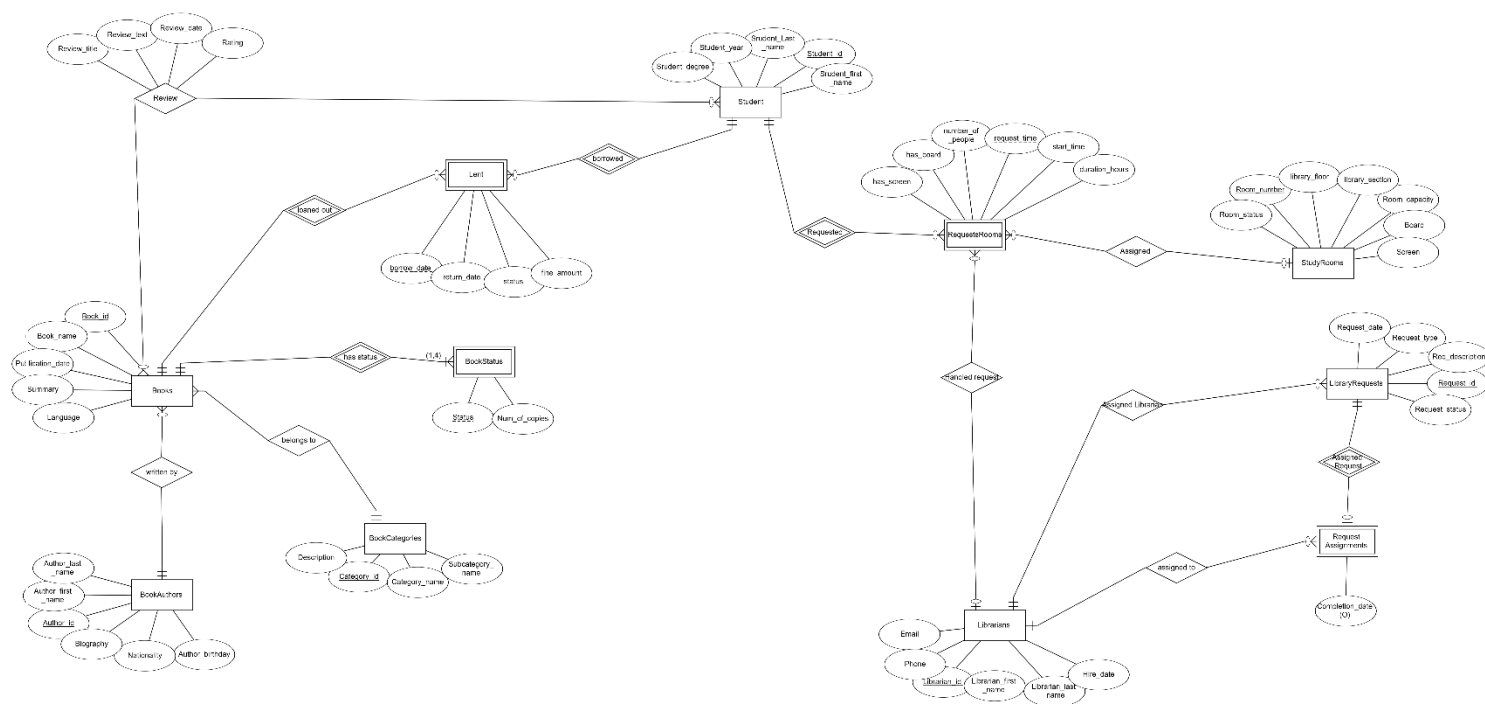 Review_title
Review_text
Review_date
Rating
Review
Student_year
Student_degree
Student_Last
_name
Student_id
Student_first
_name
Student
borrowed
Lent
loaned out
borrow_date
return_date
status
fine_amount
Requested
has_screen
has_board
number_of
_people
request_time
start_time
duration_hours
RequestsRooms
Assigned
Room_status
Room_number
library_floor
library_section
Room_capacity
Board
Screen
StudyRooms
Book_id
Book_name
Publication_date
Summary
Language
Books
has status
(1,4)
BookStatus
Status
Num_of_copies
belongs to
written by
BookCategories
Description
Category_id
Category_name
Subcategory_
name
Author_last
_name
Author_first
_name
Author_id
Biography
Nationality
Author_birthday
BookAuthors
Handled request
Assigned Librarian
Request_date
Request_type
Req_description
Request_id
Request_status
LibraryRequests
Assigned
Request
Request
Assignments
assigned to
Completion_date
(O)
Librarians
Email
Phone
Librarian_id
Librarian_first
_name
Librarian_last
name
Hire_date